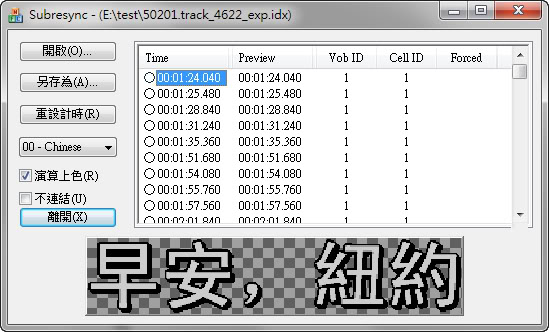 Subresync - (E:\test\50201.track_4622_exp.idx)
開啟(O)...
另存為(A)...
重設計時(R)
00 - Chinese
演算上色(R)
不連結(U)
離開(X)
Time Preview Vob ID Cell ID Forced
00:01:24.040 00:01:24.040 1 1
00:01:25.480 00:01:25.480 1 1
00:01:28.840 00:01:28.840 1 1
00:01:31.240 00:01:31.240 1 1
00:01:35.360 00:01:35.360 1 1
00:01:51.680 00:01:51.680 1 1
00:01:54.080 00:01:54.080 1 1
00:01:55.760 00:01:55.760 1 1
00:01:57.560 00:01:57.560 1 1
00:02:01.840 00:02:01.840 1 1
早安，紐約